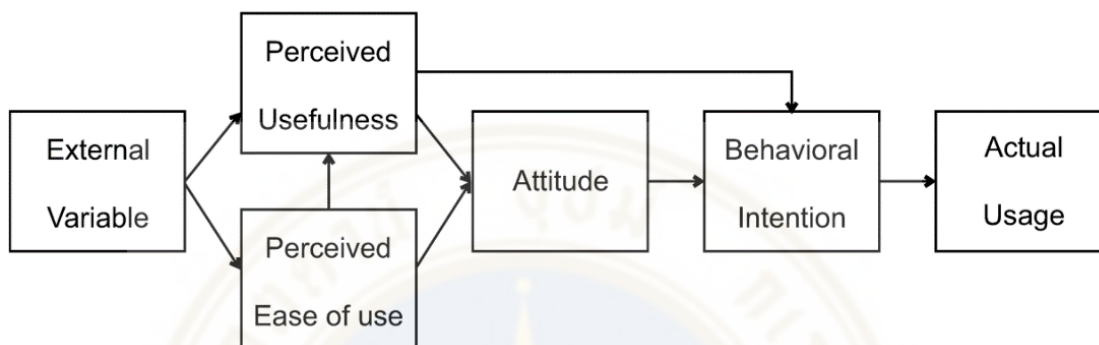 Perceived
Usefulness
External
Variable
Perceived
Ease of use
Attitude
Behavioral
Intention
Actual
Usage